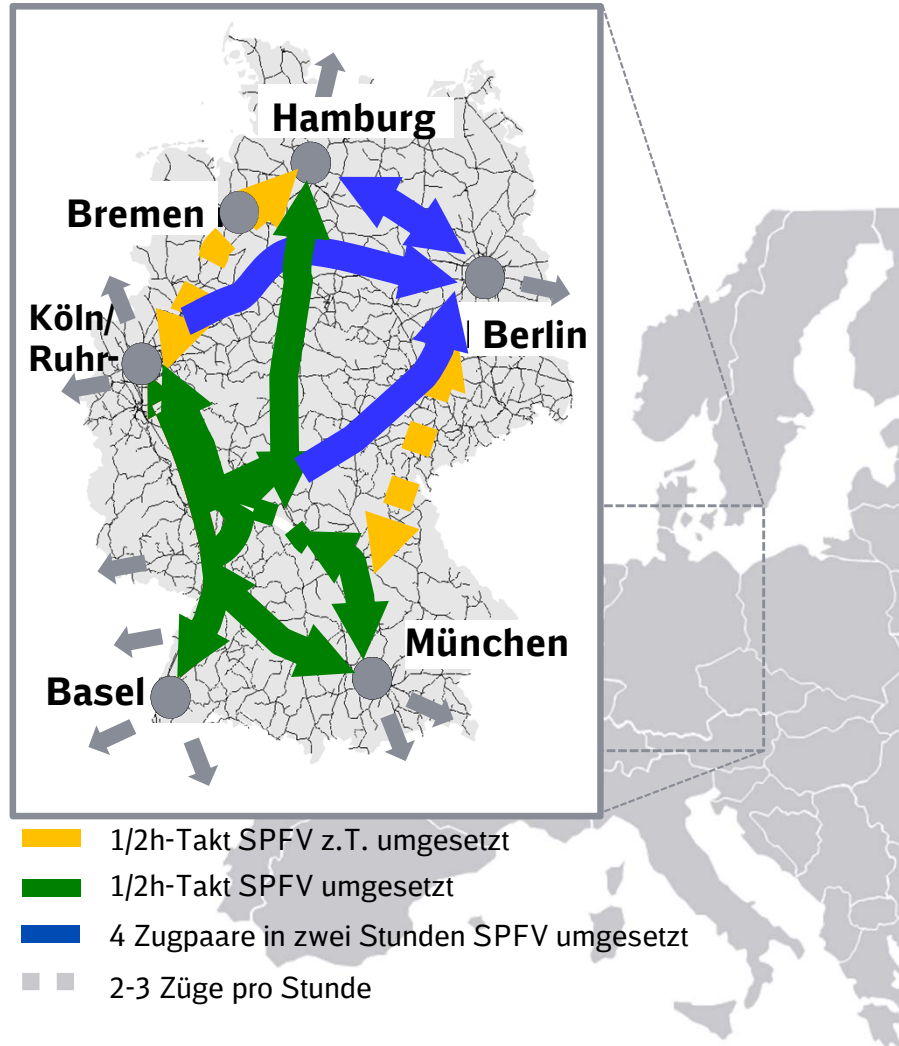 Hamburg
Bremen
Köln/
Ruhr-
Berlin
München
Basel
1/2h-Takt SPFV z.T. umgesetzt
1/2h-Takt SPFV umgesetzt
4 Zugpaare in zwei Stunden SPFV umgesetzt
2-3 Züge pro Stunde